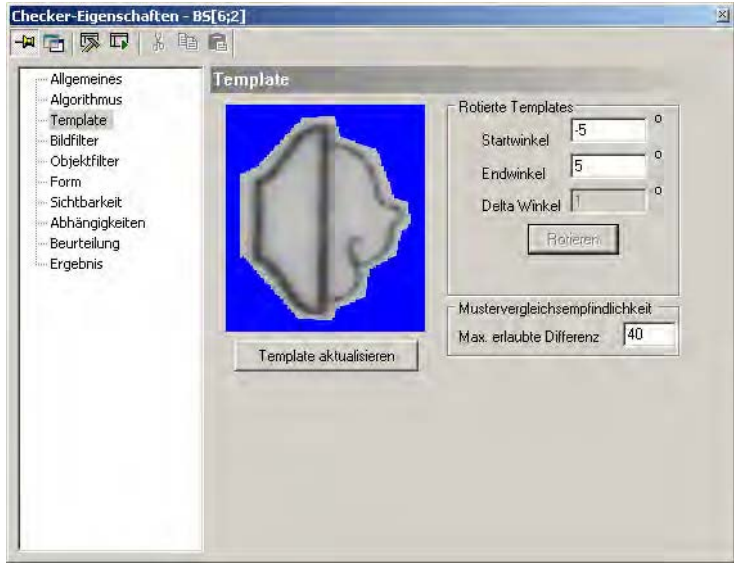 Checker-Eigenschaften - BS[6;2]
Allgemeines
Algorithmus
Template
Bildfilter
Objektfilter
Form
Sichtbarkeit
Abhängigkeiten
Beurteilung
Ergebnis
Template
Template aktualisieren
Rotierte Templates
Startwinkel -5 °
Endwinkel 5 °
Delta Winkel 1 °
Rotieren
Mustervergleichsempfindlichkeit
Max. erlaubte Differenz 40